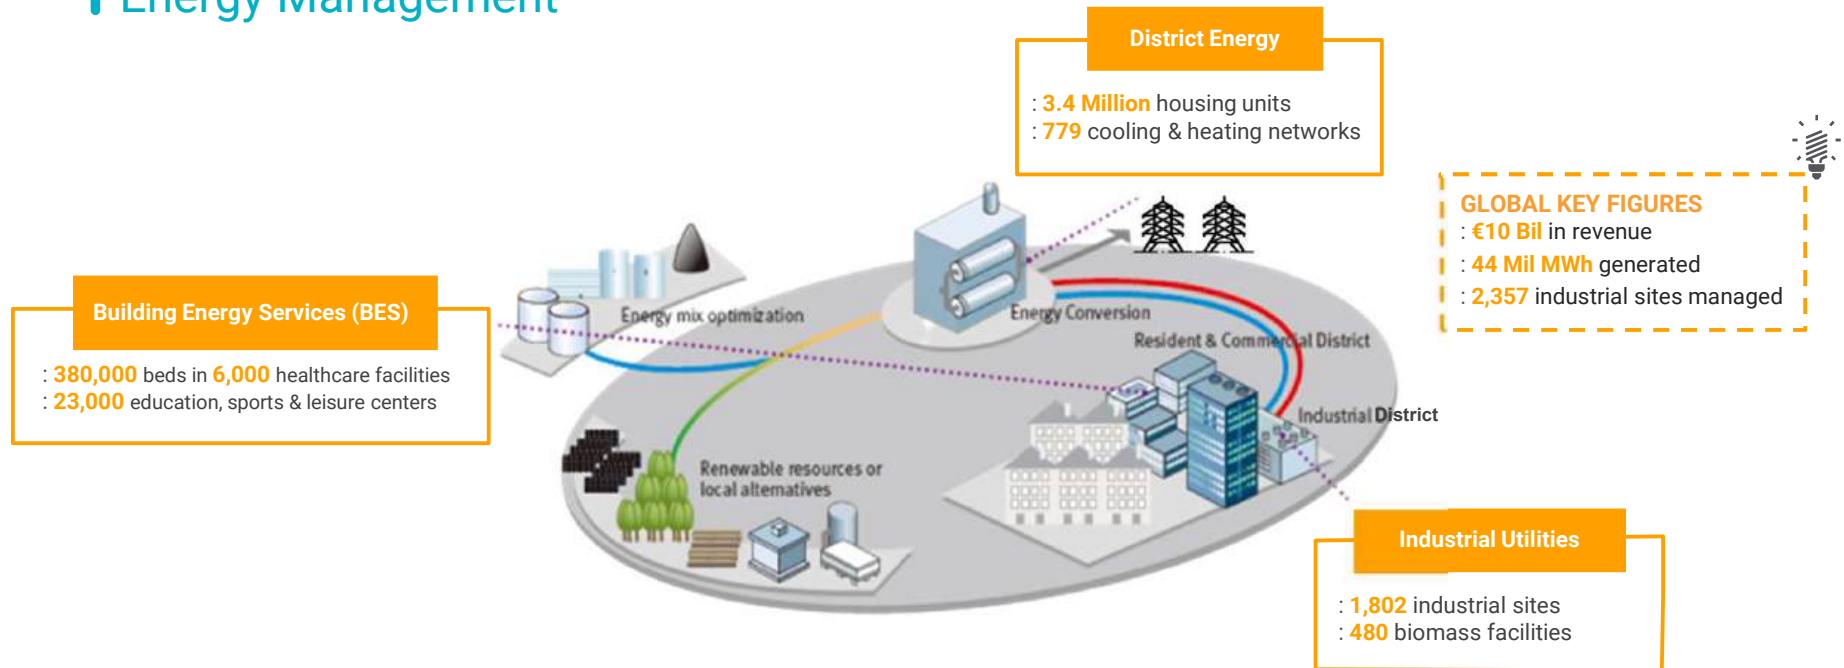 Energy Management
District Energy
: 3.4 Million housing units
: 779 cooling & heating networks
GLOBAL KEY FIGURES
: €10 Bil in revenue
: 44 Mil MWh generated
: 2,357 industrial sites managed
Building Energy Services (BES)
: 380,000 beds in 6,000 healthcare facilities
: 23,000 education, sports & leisure centers
Energy mix optimization
Energy Conversion
Resident & Commercial District
Industrial District
Renewable resources or
local alternatives
Industrial Utilities
: 1,802 industrial sites
: 480 biomass facilities